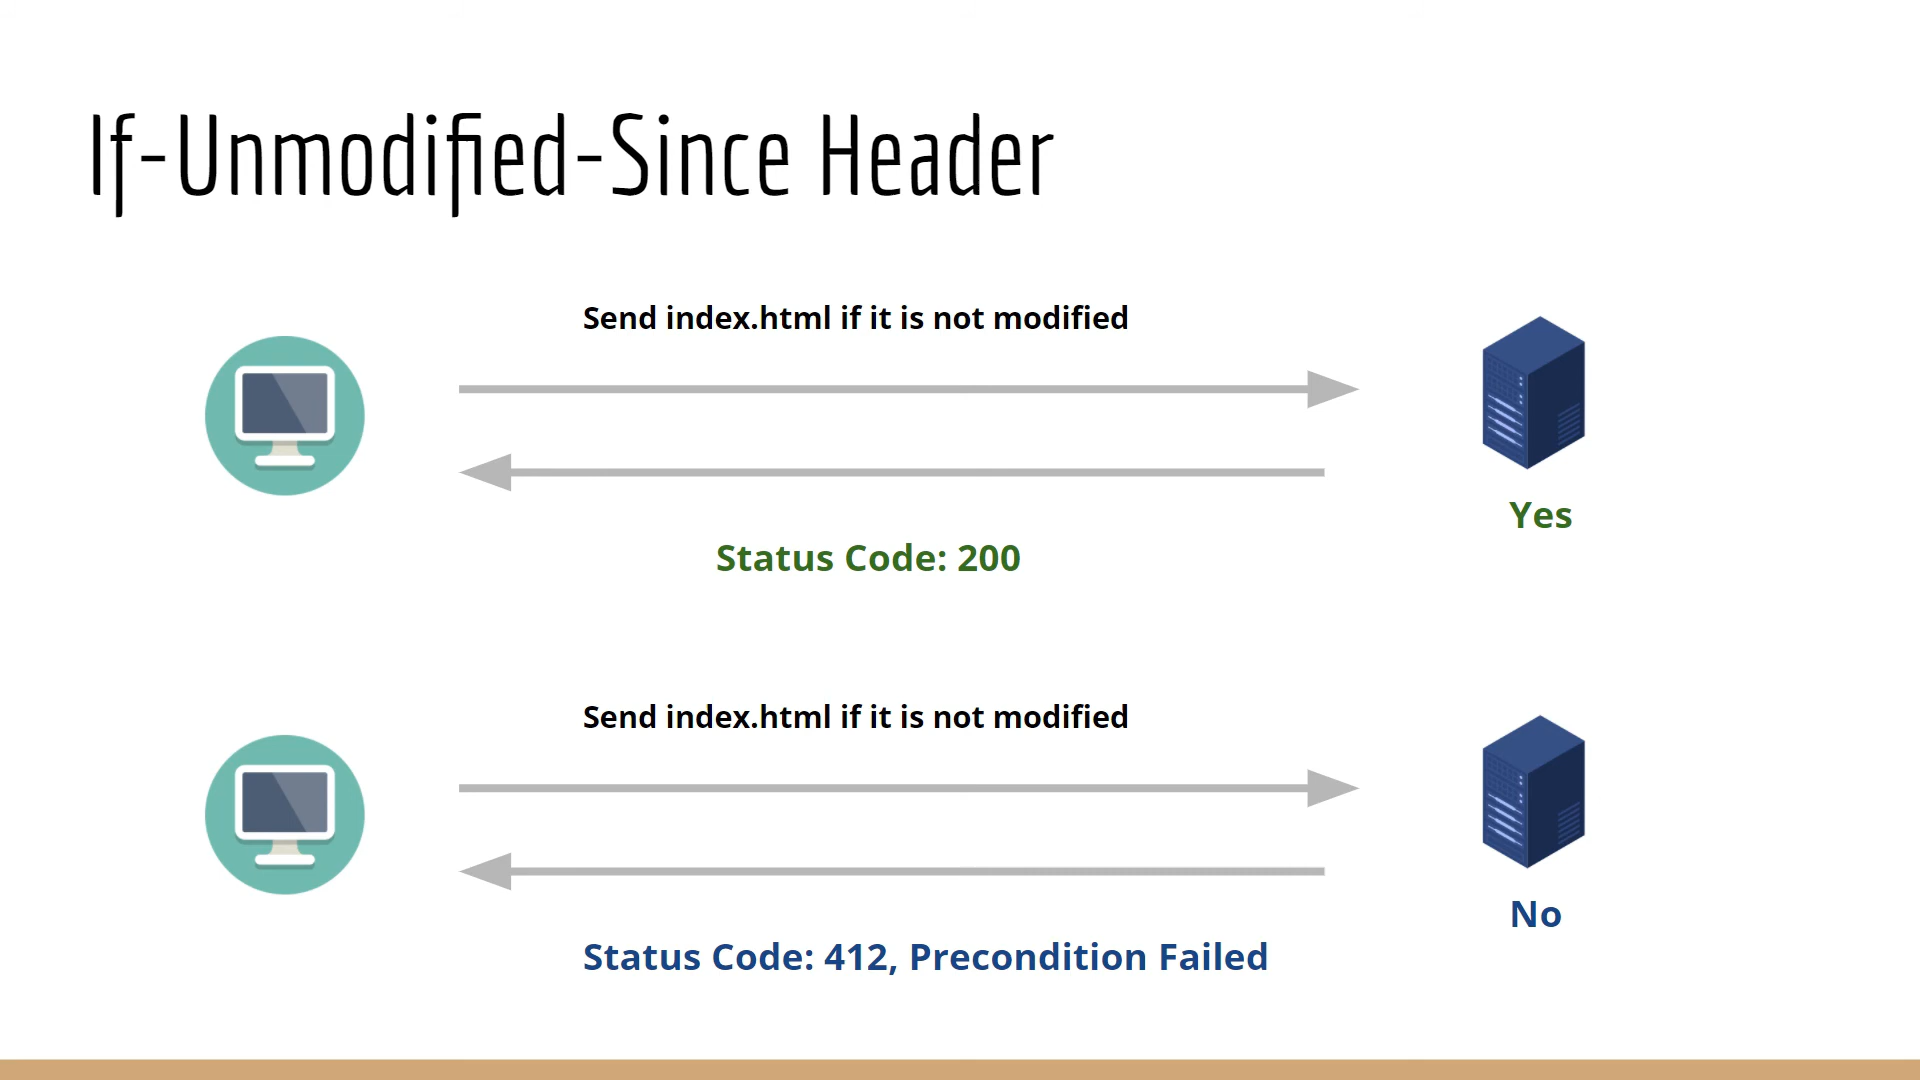 If-Unmodified-Since Header
Send index.html if it is not modified
Yes
Status Code: 200
Send index.html if it is not modified
No
Status Code: 412, Precondition Failed